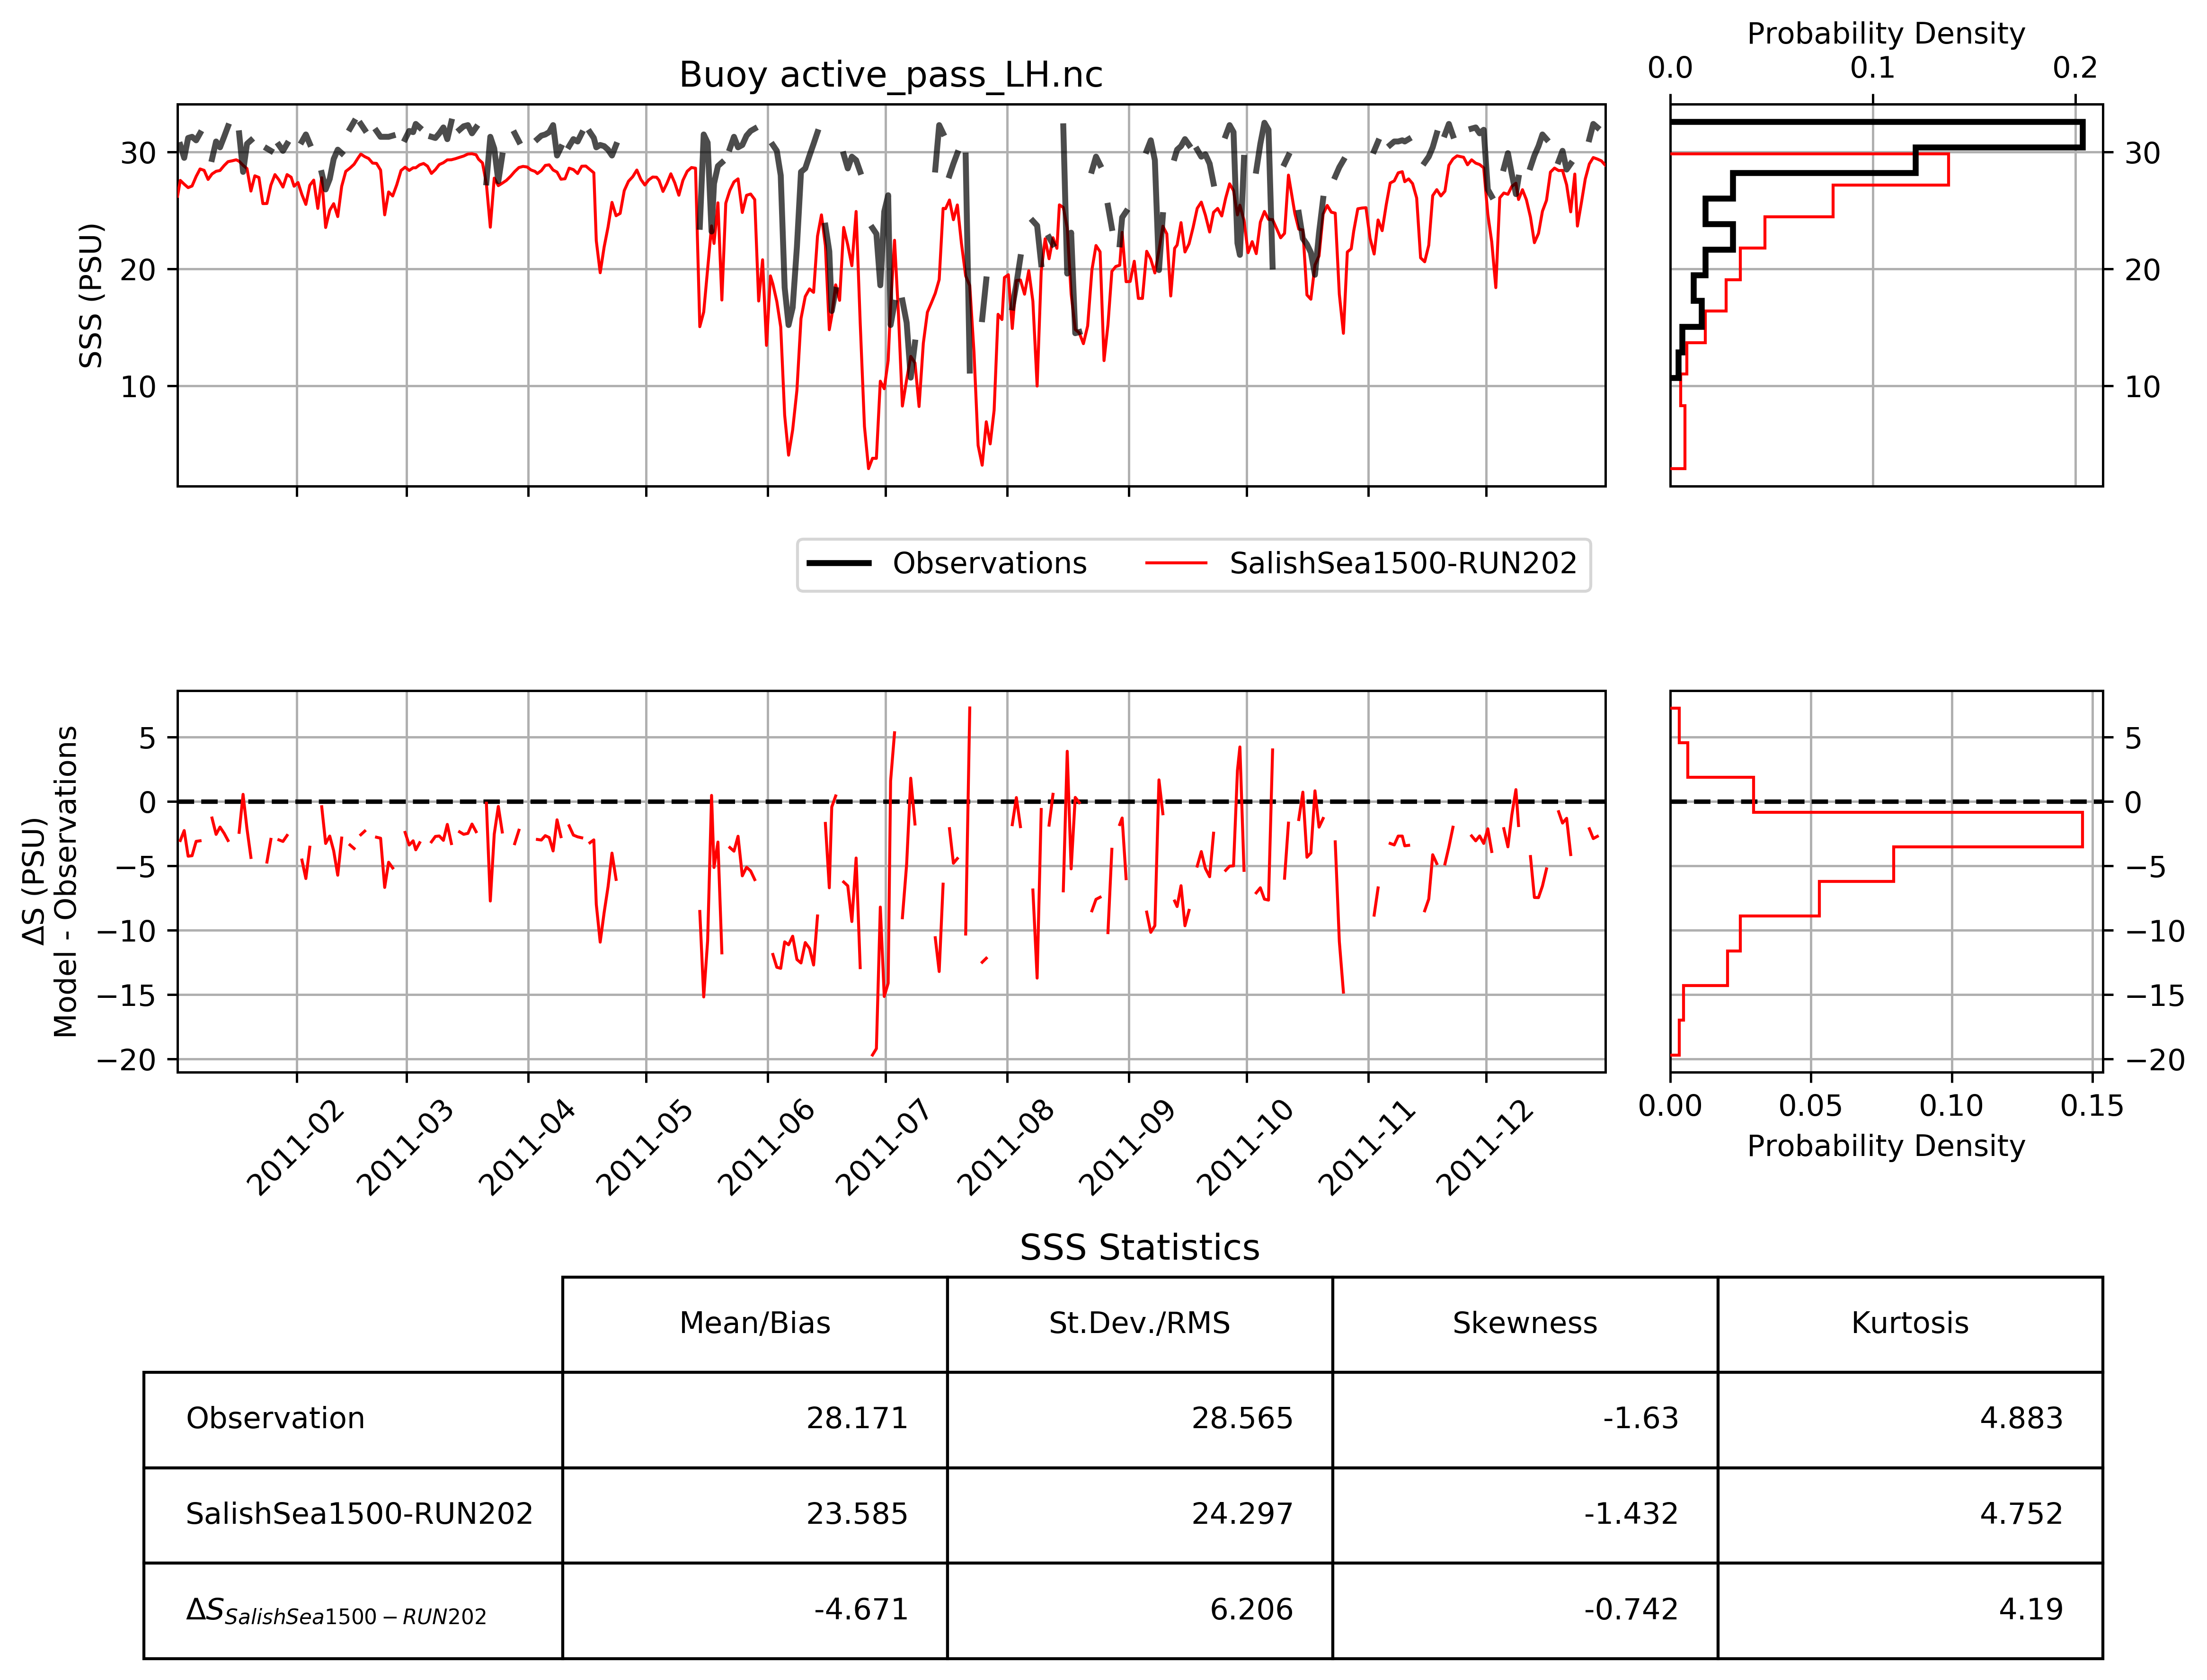 Probability Density
0.0 0.1 0.2
Buoy active_pass_LH.nc
SSS (PSU)
30
20
10
30
20
10
Observations SalishSea1500-RUN202
ΔS (PSU)
Model - Observations
5
0
−5
−10
−15
−20
5
0
−5
−10
−15
−20
2011-02 2011-03 2011-04 2011-05 2011-06 2011-07 2011-08 2011-09 2011-10 2011-11 2011-12
0.00 0.05 0.10 0.15
Probability Density
SSS Statistics
Mean/Bias St.Dev./RMS Skewness Kurtosis
Observation 28.171 28.565 -1.63 4.883
SalishSea1500-RUN202 23.585 24.297 -1.432 4.752
ΔS SalishSea1500−RUN202 -4.671 6.206 -0.742 4.19